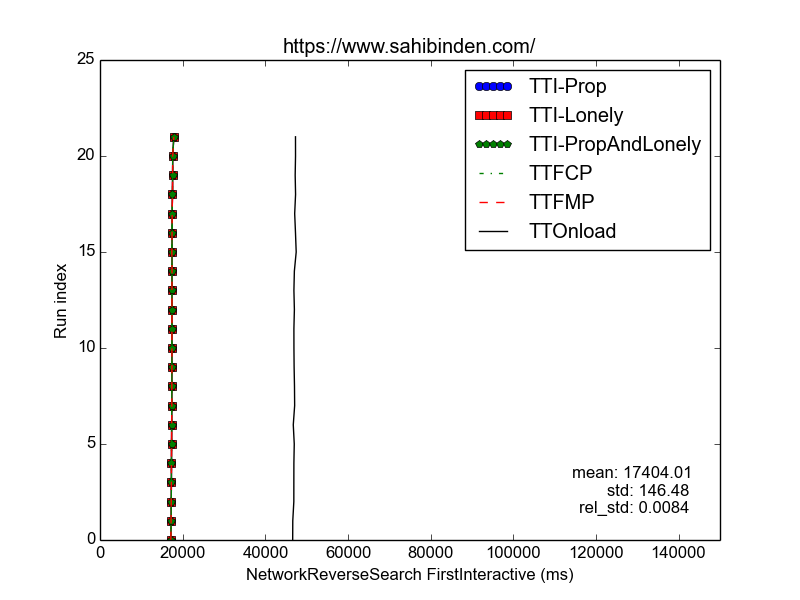 https://www.sahibinden.com/
25
20
15
10
5
0
Run index
TTI-Prop
TTI-Lonely
TTI-PropAndLonely
TTFCP
TTFMP
TTOnload
mean: 17404.01
std: 146.48
rel_std: 0.0084
0 20000 40000 60000 80000 100000 120000 140000
NetworkReverseSearch FirstInteractive (ms)